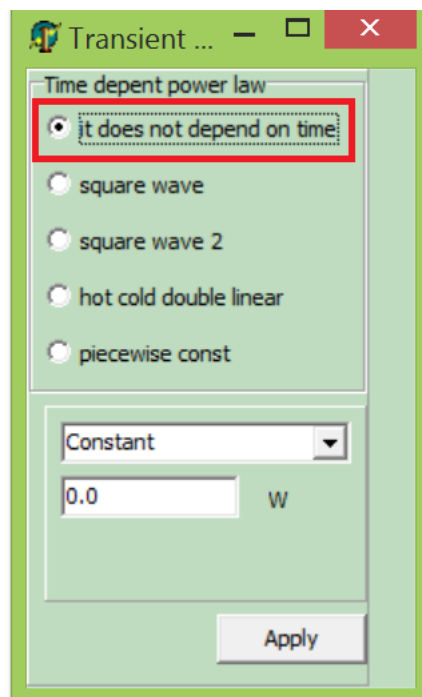 Transient ...
Time depent power law
it does not depend on time
square wave
square wave 2
hot cold double linear
piecewise const
Constant
0.0 W
Apply